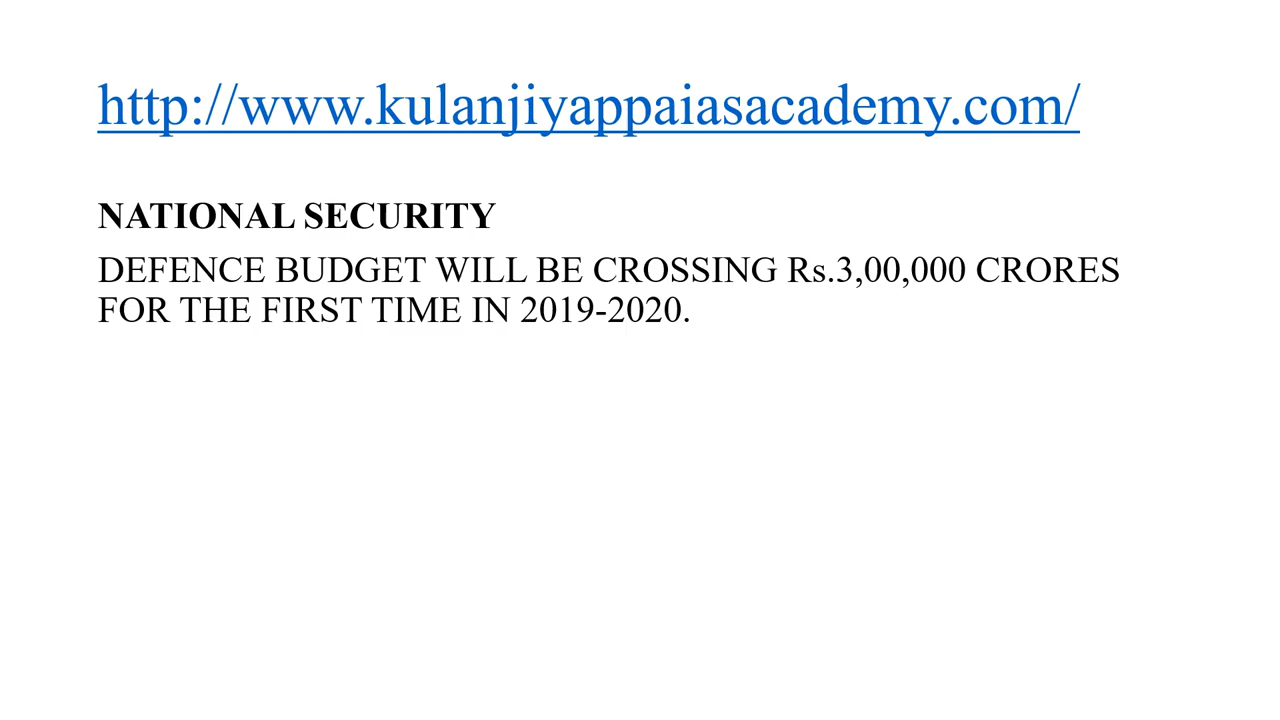 http://www.kulanjiyappaiasacademy.com/
NATIONAL SECURITY
DEFENCE BUDGET WILL BE CROSSING Rs.3,00,000 CRORES
FOR THE FIRST TIME IN 2019-2020.